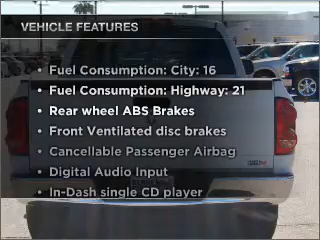 VEHICLE FEATURES
• Fuel Consumption: City: 16
• Fuel Consumption: Highway: 21
• Rear wheel ABS Brakes
• Front Ventilated disc brakes
• Cancellable Passenger Airbag
• Digital Audio Input
• In-Dash single CD player